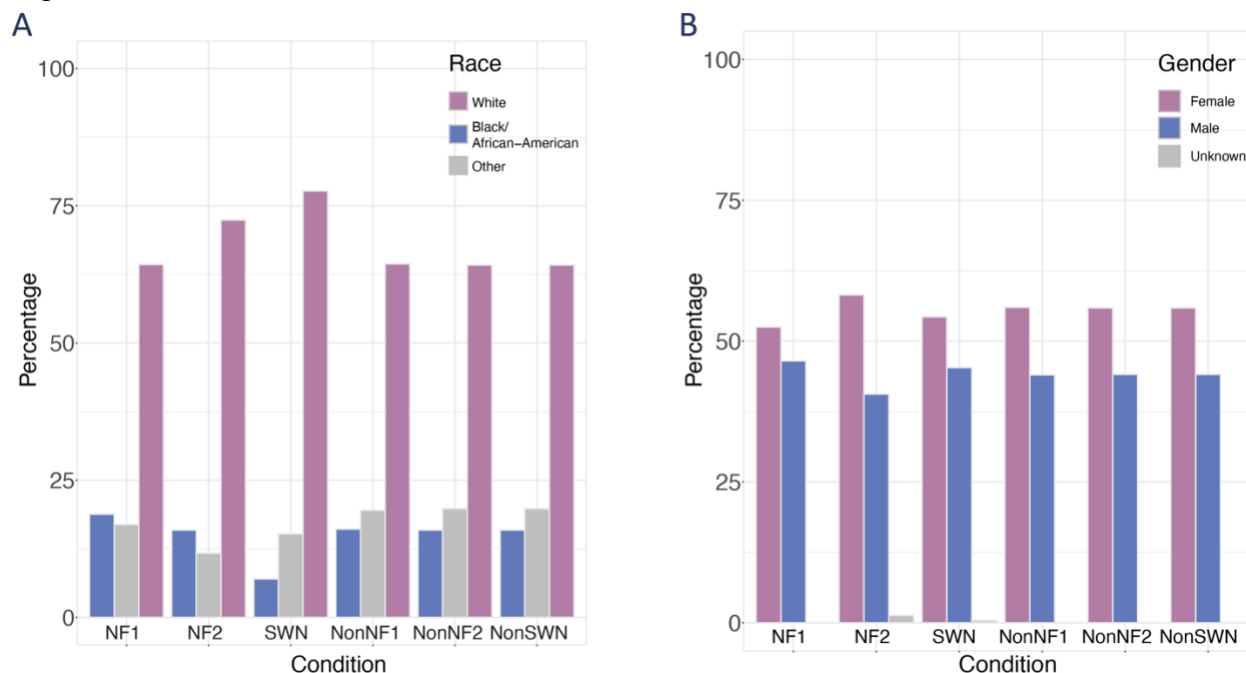 A
100
75
50
25
0
Percentage
Race
White
Black/
African-American
Other
NF1 NF2 SWN NonNF1 NonNF2 NonSWN
Condition
B
100
75
50
25
0
Percentage
Gender
Female
Male
Unknown
NF1 NF2 SWN NonNF1 NonNF2 NonSWN
Condition